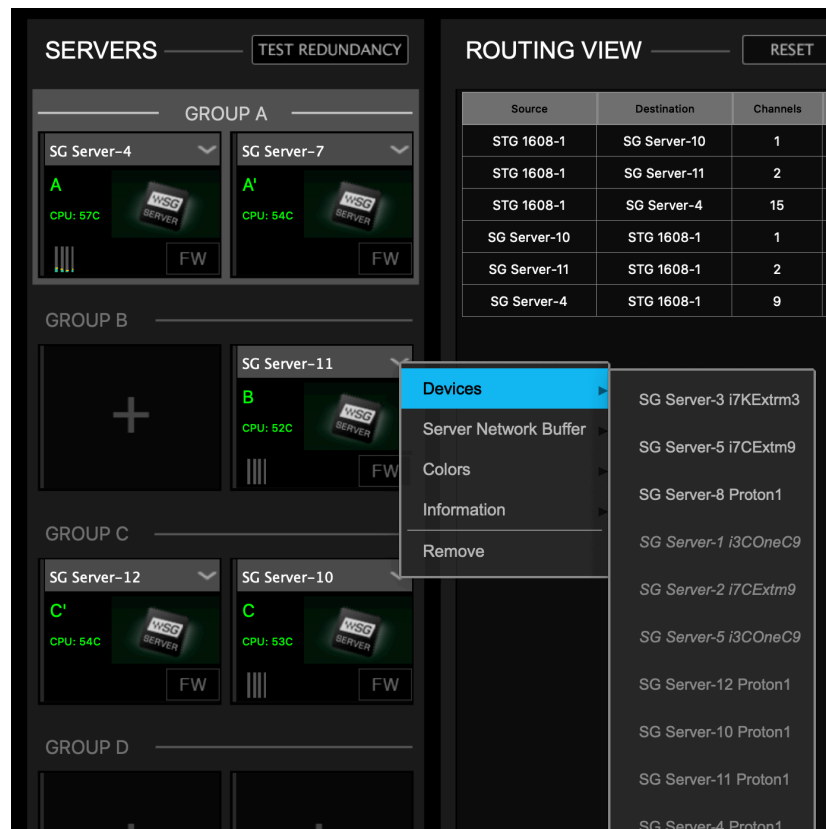 SERVERS
TEST REDUNDANCY
GROUP A
SG Server-4
A
CPU: 57C
WSG
SERVER
FW
SG Server-7
A'
CPU: 54C
WSG
SERVER
FW
GROUP B
+
SG Server-11
B
CPU: 52C
WSG
SERVER
FW
GROUP C
SG Server-12
C'
CPU: 54C
WSG
SERVER
FW
SG Server-10
C
CPU: 53C
WSG
SERVER
FW
GROUP D
ROUTING VIEW
RESET
Source Destination Channels
STG 1608-1 SG Server-10 1
STG 1608-1 SG Server-11 2
STG 1608-1 SG Server-4 15
SG Server-10 STG 1608-1 1
SG Server-11 STG 1608-1 2
SG Server-4 STG 1608-1 9
Devices
Server Network Buffer
Colors
Information
Remove
SG Server-3 i7KExtrm3
SG Server-5 i7CExtm9
SG Server-8 Proton1
SG Server-1 i3COneC9
SG Server-2 i7CExtm9
SG Server-5 i3COneC9
SG Server-12 Proton1
SG Server-10 Proton1
SG Server-11 Proton1
SG Server-4 Proton1